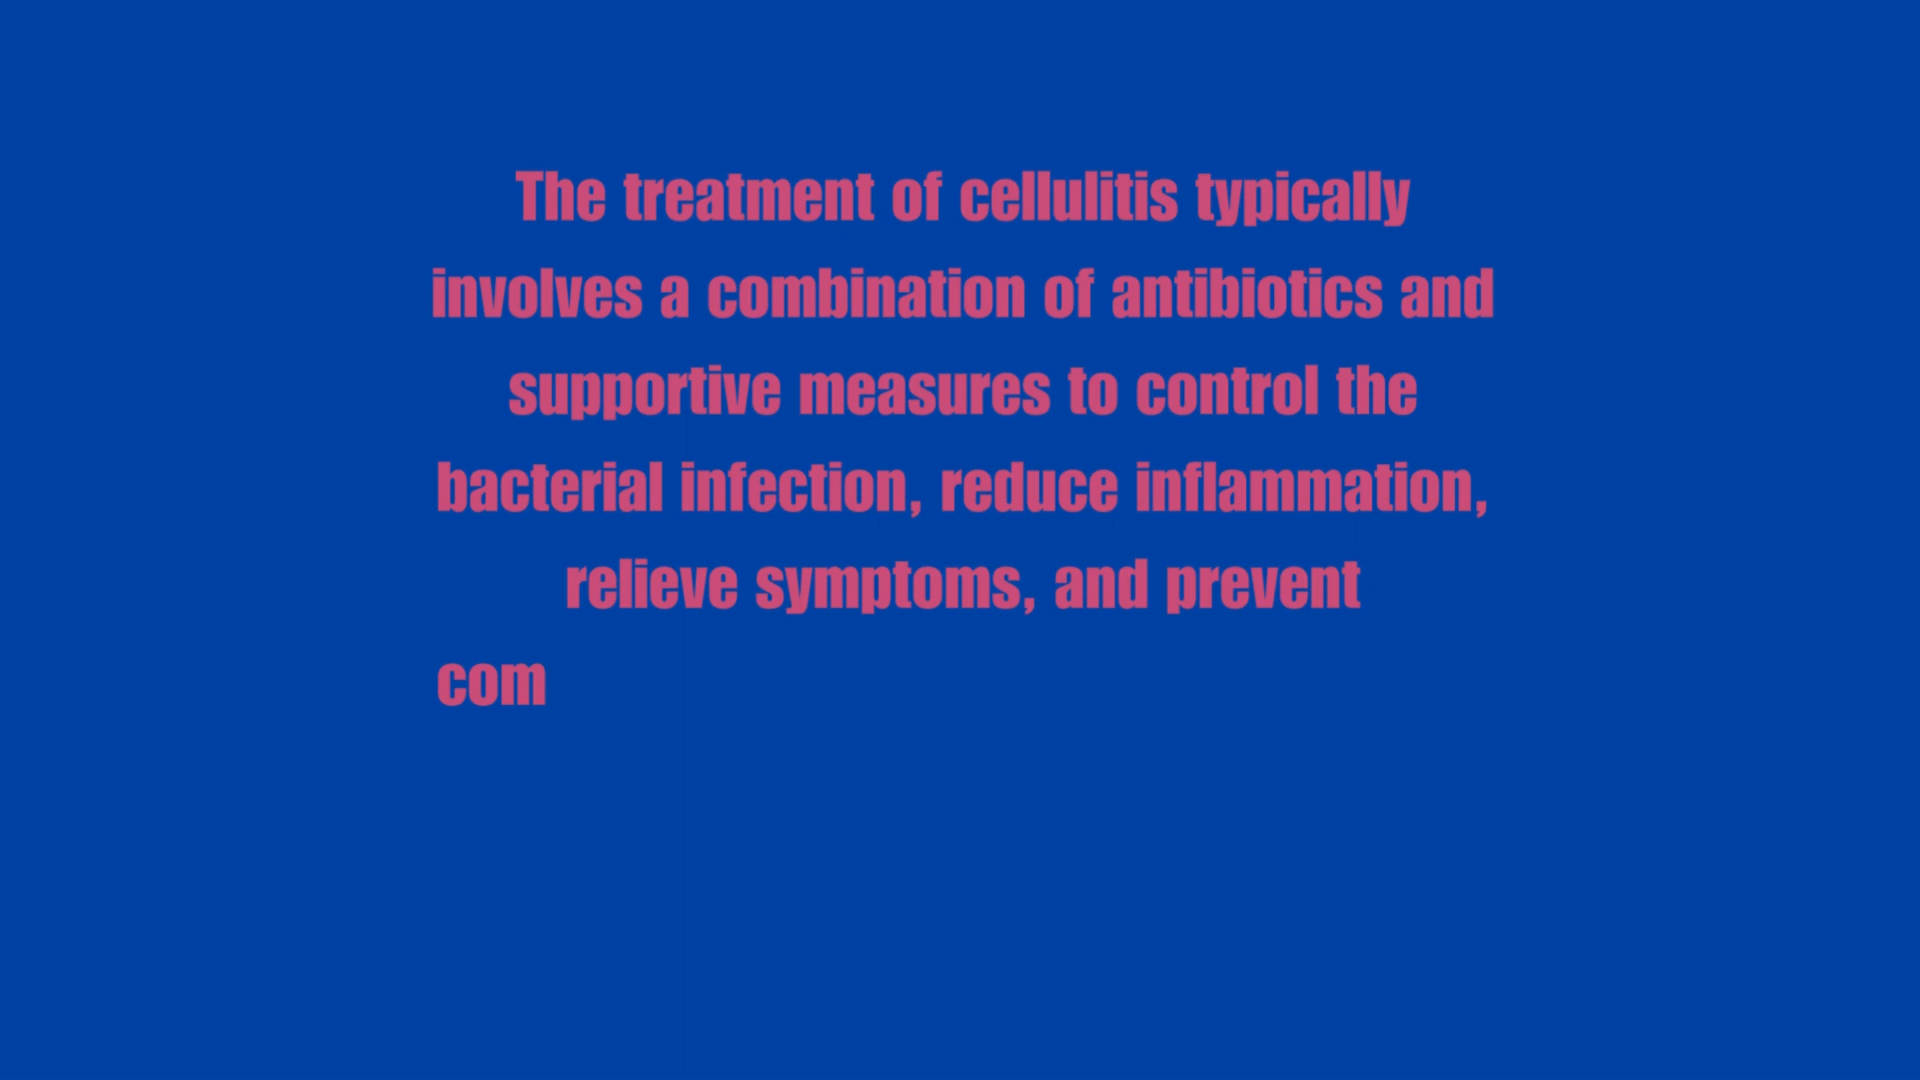 The treatment of cellulitis typically
involves a combination of antibiotics and
supportive measures to control the
bacterial infection, reduce inflammation,
relieve symptoms, and prevent
com